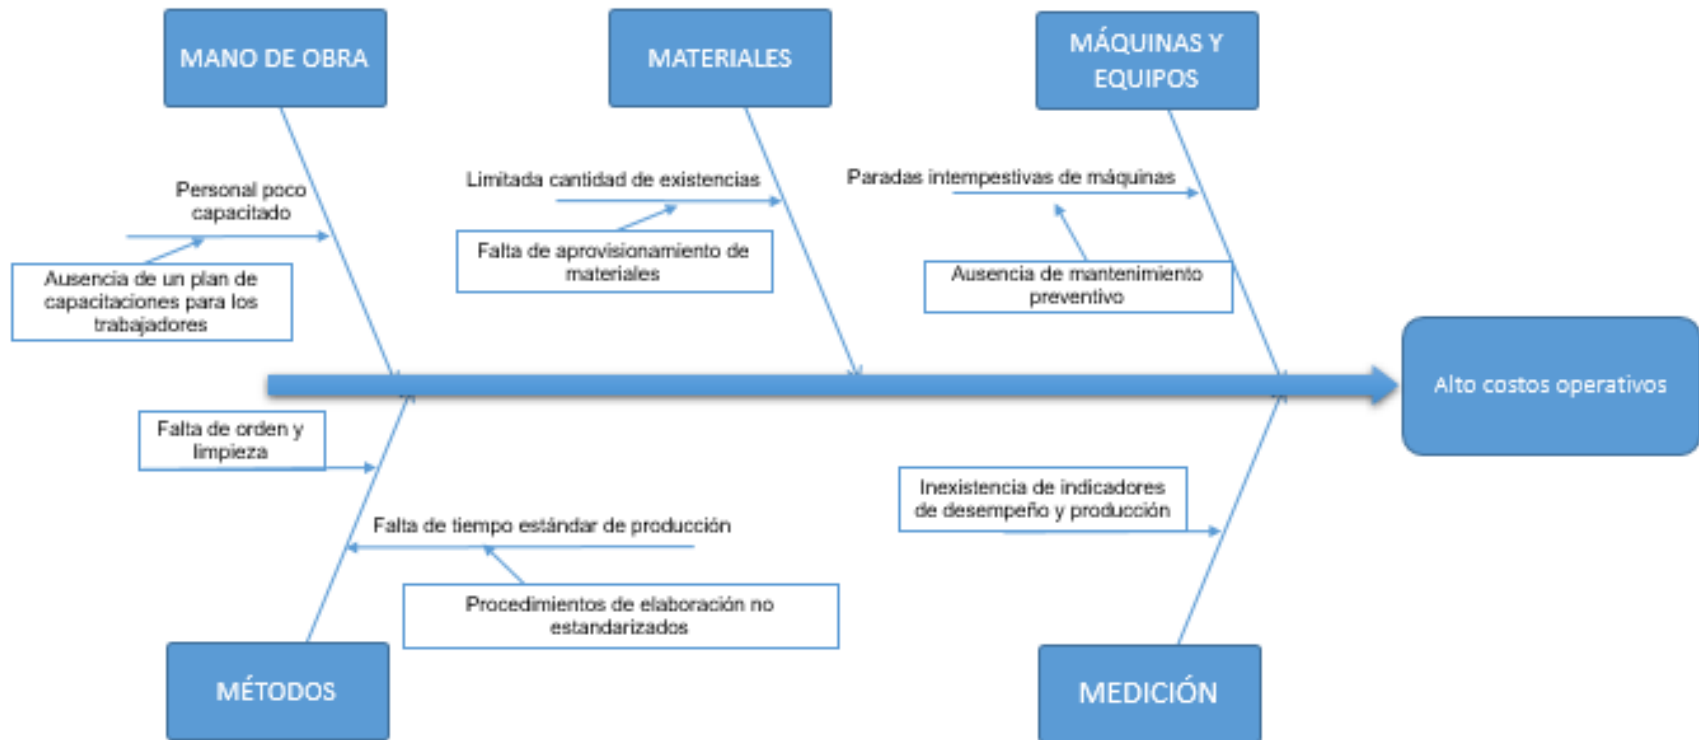 MANO DE OBRA
MATERIALES
MÁQUINAS Y
EQUIPOS
Personal poco
capacitado
Ausencia de un plan de
capacitaciones para los
trabajadores
Limitada cantidad de existencias
Falta de aprovisionamiento de
materiales
Paradas intempestivas de máquinas
Ausencia de mantenimiento
preventivo
Alto costos operativos
Falta de orden y
limpieza
Falta de tiempo estándar de producción
Procedimientos de elaboración no
estandarizados
Inexistencia de indicadores
de desempeño y producción
MÉTODOS
MEDICIÓN